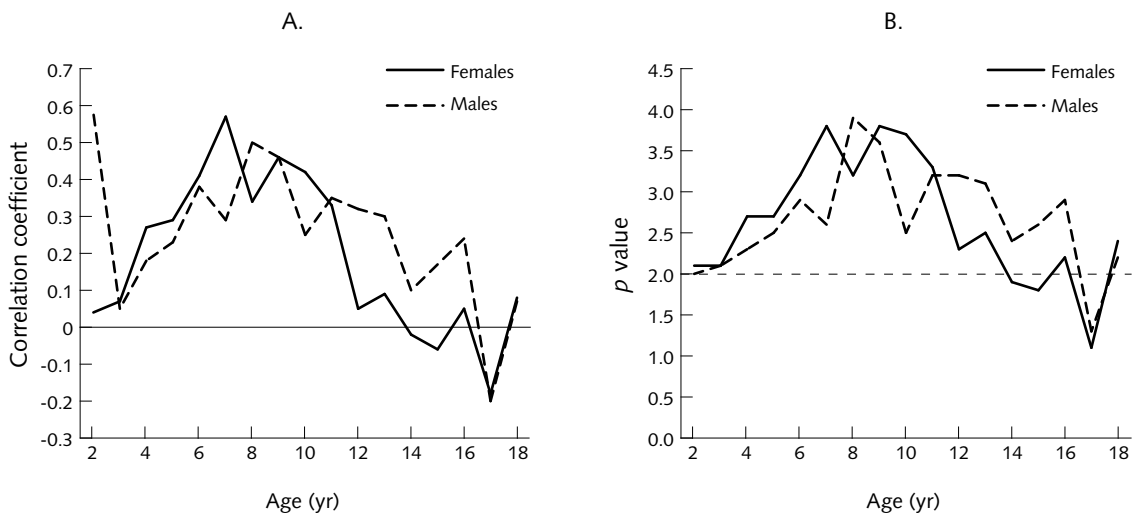 A.
0.7
0.6
0.5
0.4
0.3
0.2
0.1
0
-0.1
-0.2
-0.3
Correlation coefficient
Females
Males
2 4 6 8 10 12 14 16 18
Age (yr)
B.
4.5
4.0
3.5
3.0
2.5
2.0
2.0
1.5
1.0
0.5
0.0
p value
Females
Males
2 4 6 8 10 12 14 16 18
Age (yr)